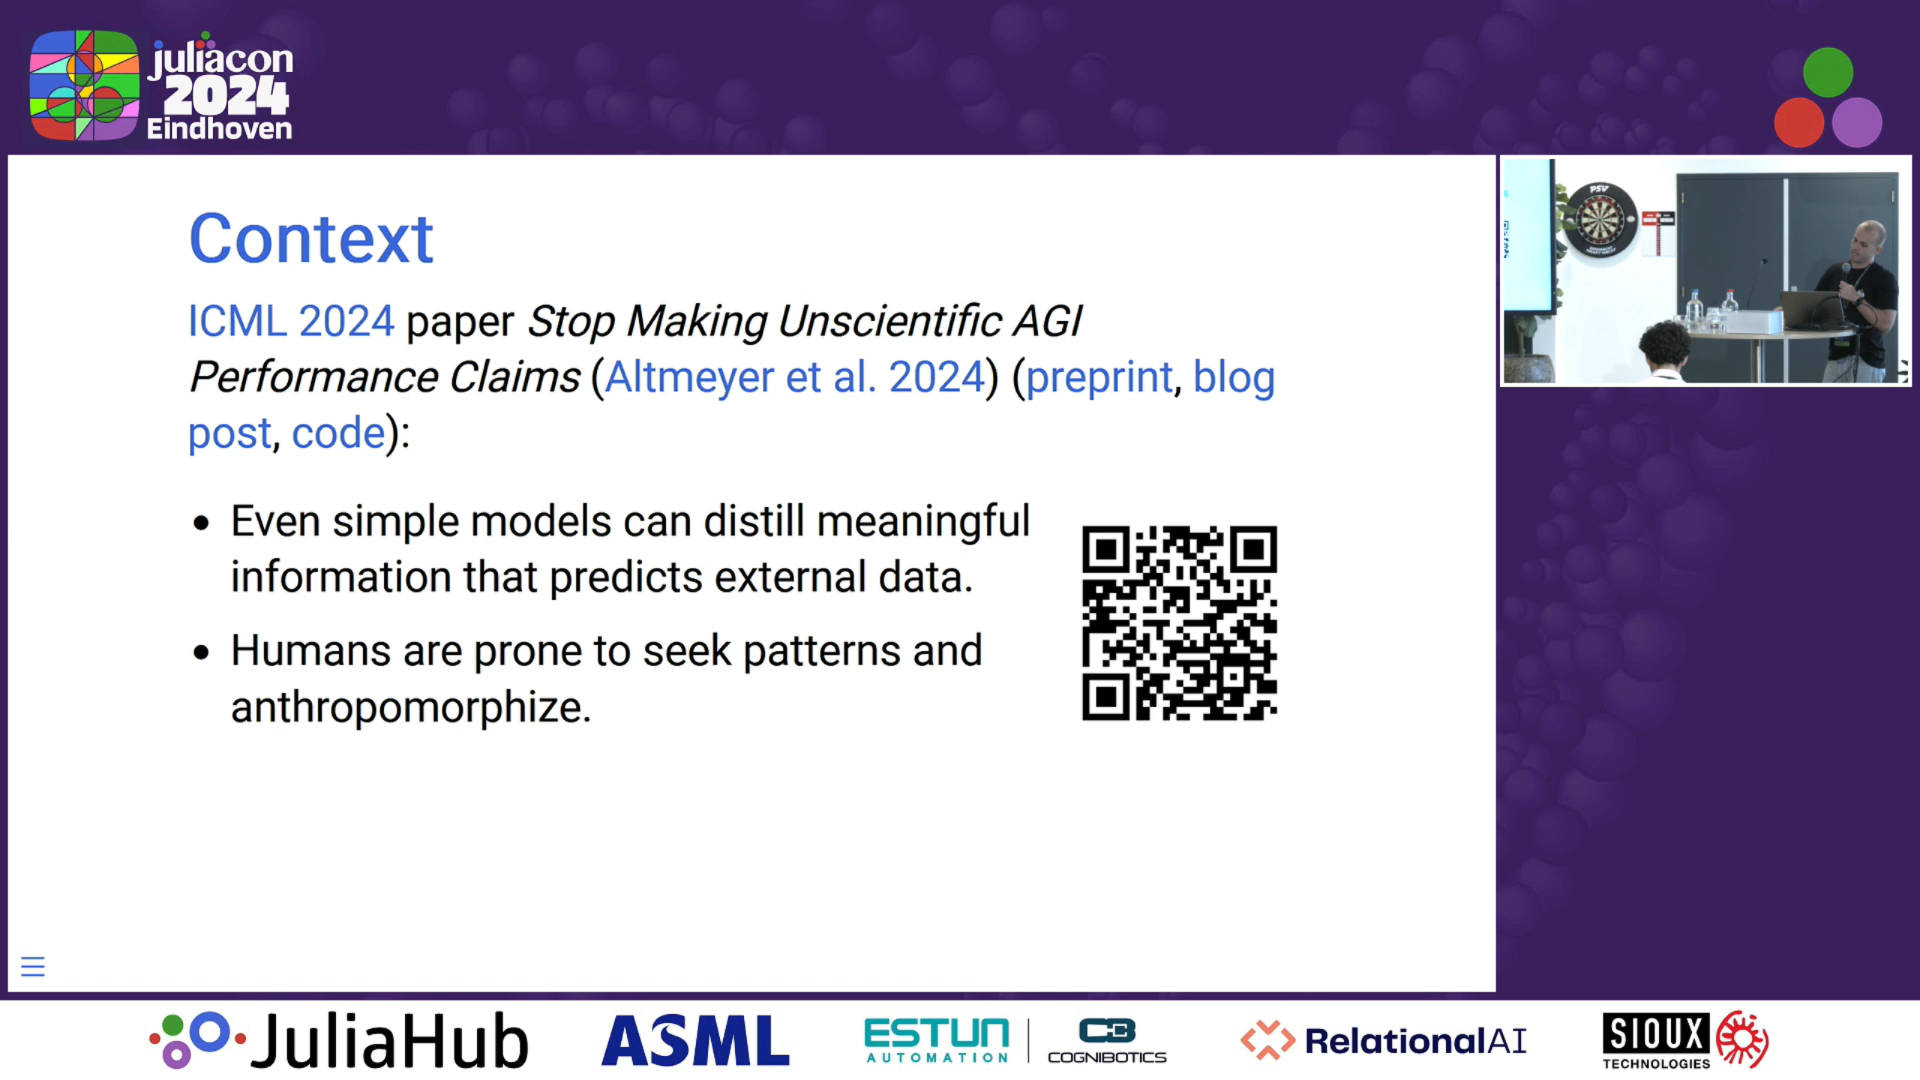 juliacon
2024
Eindhoven
Context
ICML 2024 paper Stop Making Unscientific AGI
Performance Claims (Altmeyer et al. 2024) (preprint, blog
post, code):
• Even simple models can distill meaningful
information that predicts external data.
• Humans are prone to seek patterns and
anthropomorphize.
PSV
JuliaHub
ASML
ESTUN
AUTOMATION
COGNIBOTICS
RelationalAI
SIOUX
TECHNOLOGIES